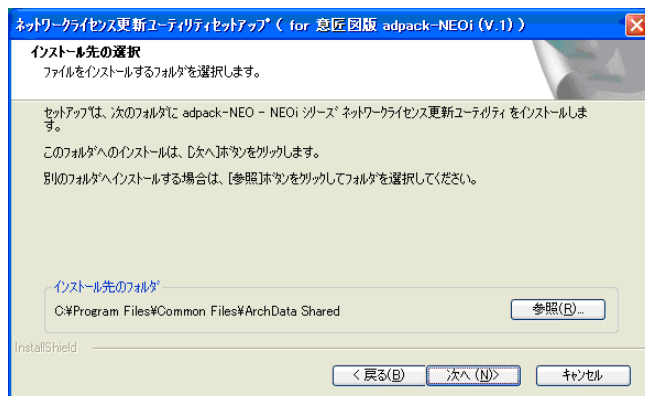 ネットワークライセンス更新ユーティリティセットアップ ( for 意匠図版 adpack-NEOi (V.1) )
インストール先の選択
ファイルをインストールするフォルダを選択します。
セットアップは、次のフォルダに adpack-NEO - NEOi シリーズ ネットワークライセンス更新ユーティリティ をインストールしま
す。
このフォルダへのインストールは、[次へ]ボタンをクリックします。
別のフォルダへインストールする場合は、[参照]ボタンをクリックしてフォルダを選択してください。
インストール先のフォルダ
C:¥Program Files¥Common Files¥ArchData Shared
参照(R)...
InstallShield
< 戻る(B)
次へ (N)>
キャンセル